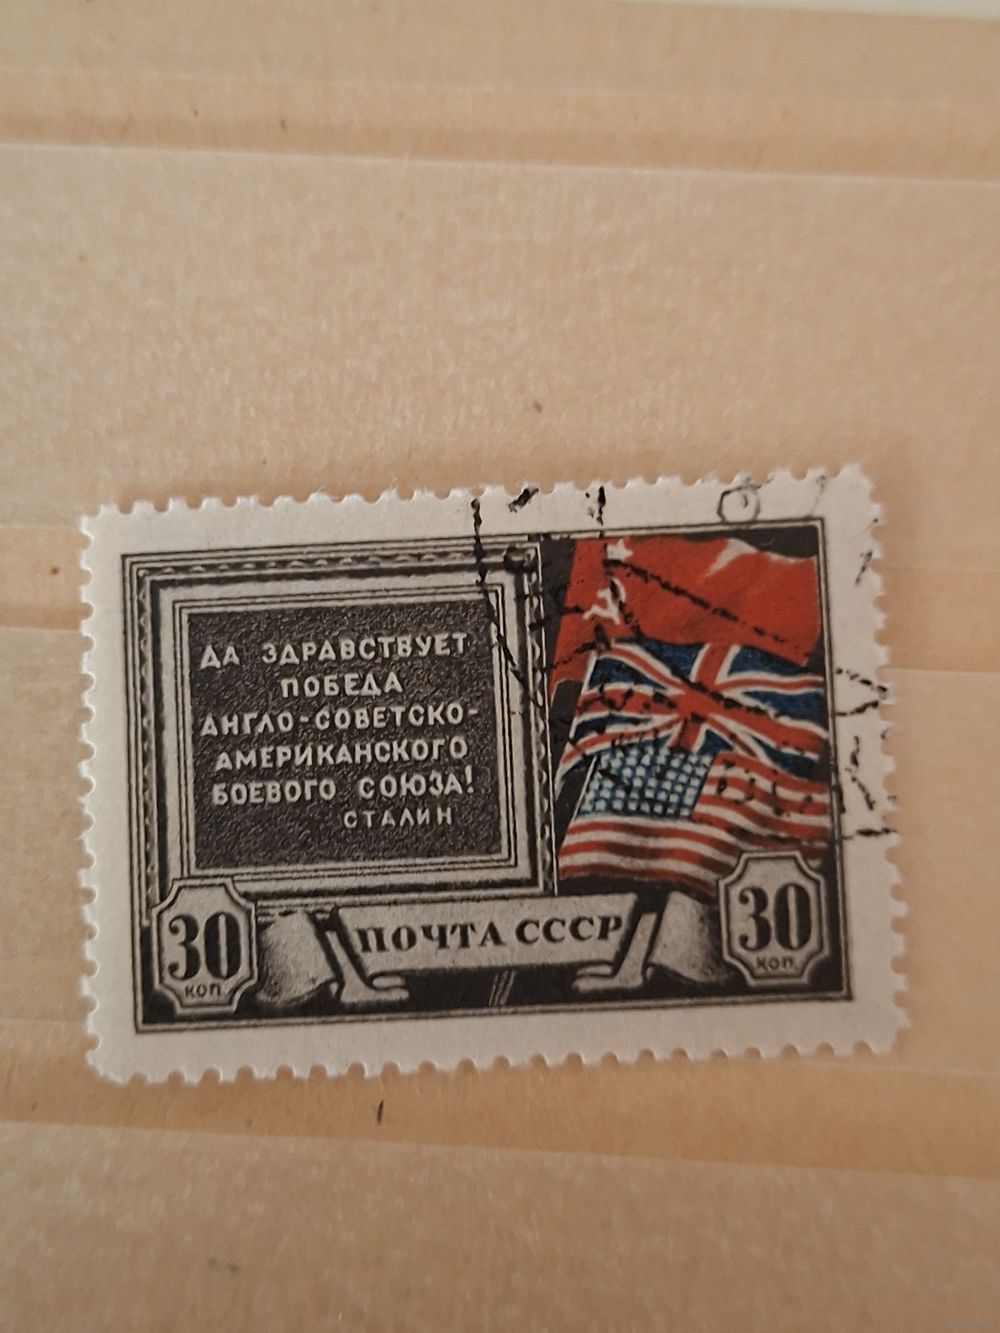 ДА ЗДРАВСТВУЕТ
ПОБЕДА
АНГЛО-СОВЕТСКО-
АМЕРИКАНСКОГО
БОЕВОГО СОЮЗА!
СТАЛИН
ПОЧТА СССР
30
КОП
30
КОП